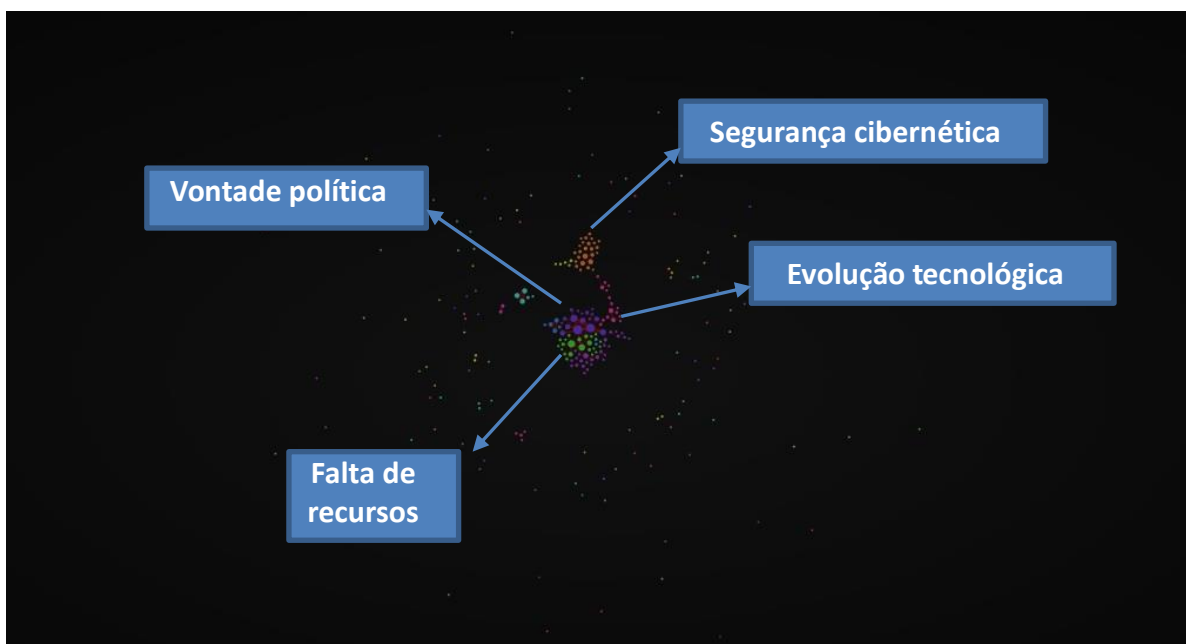 Segurança cibernética
Vontade política
Evolução tecnológica
Falta de
recursos